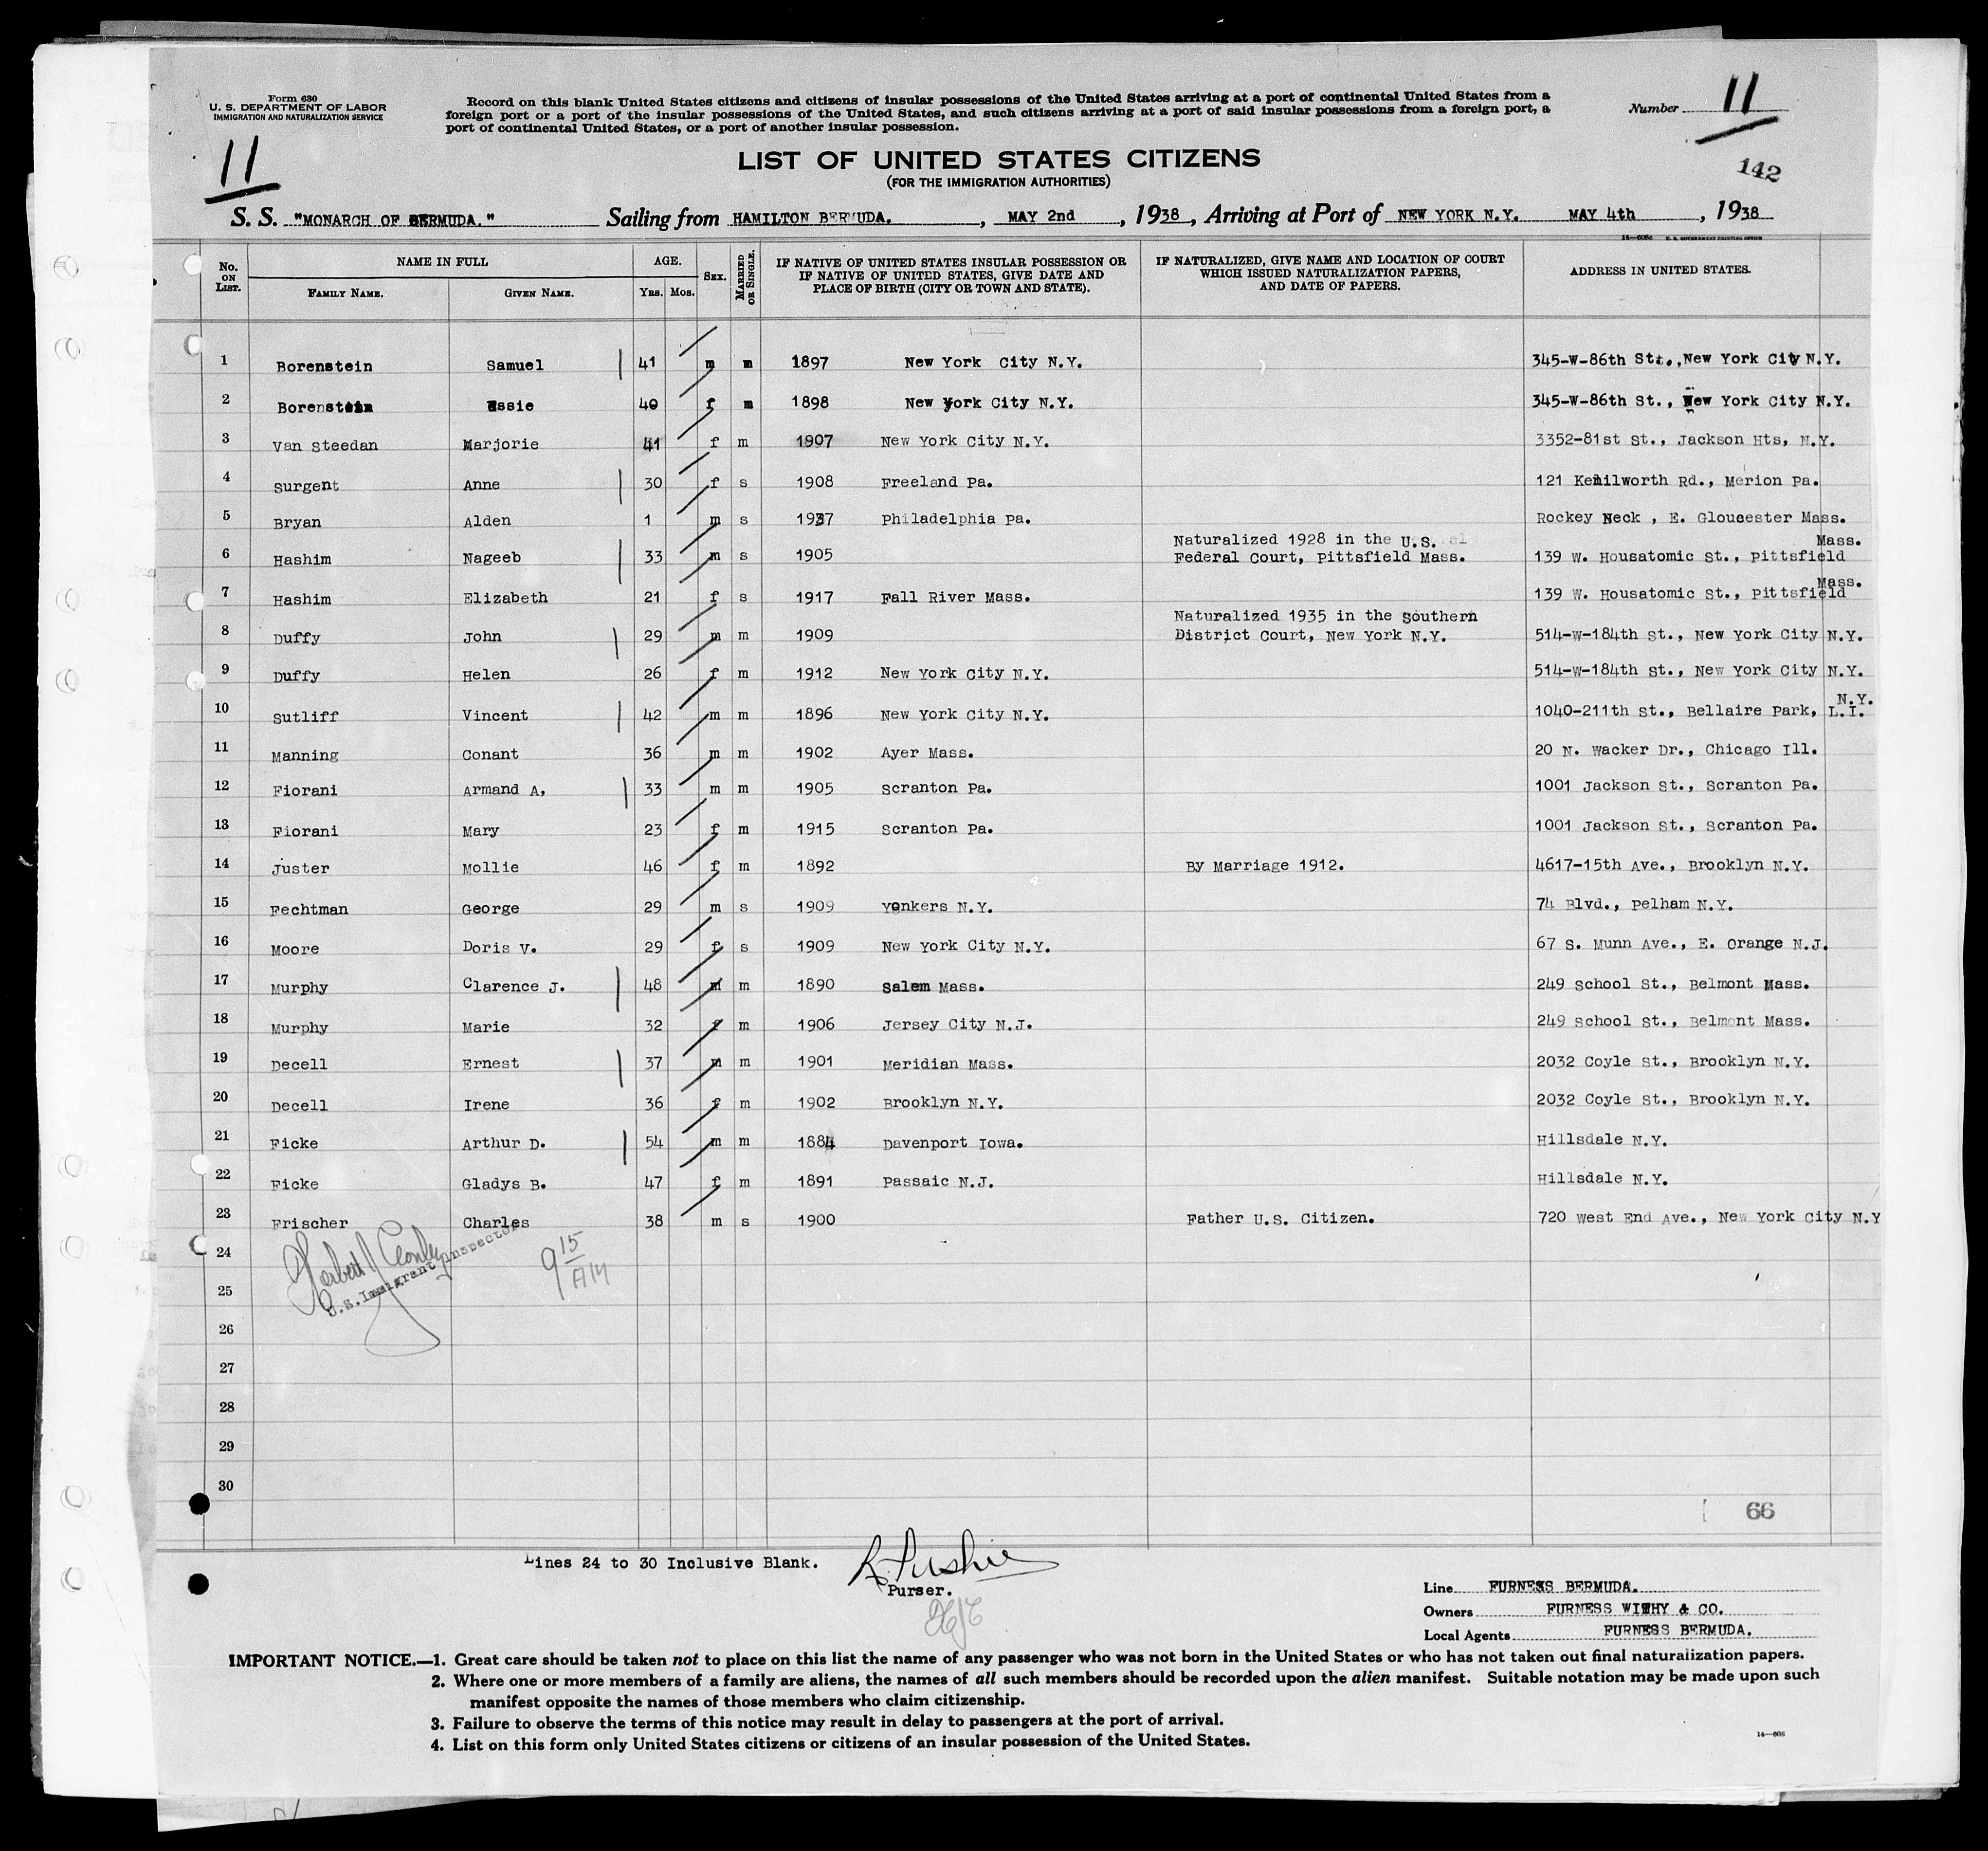 Form 630
U. S. DEPARTMENT OF LABOR
IMMIGRATION AND NATURALIZATION SERVICE
Record on this blank United States citizens and citizens of insular possessions of the United States arriving at a port of continental United States from a
foreign port or a port of the insular possessions of the United States, and such citizens arriving at a port of said insular possessions from a foreign port, a
port of continental United States, or a port of another insular possession.
Number 11
11
142
LIST OF UNITED STATES CITIZENS
(FOR THE IMMIGRATION AUTHORITIES)
S. S. "MONARCH OF BERMUDA." Sailing from HAMILTON BERMUDA. , MAY 2nd , 1938 , Arriving at Port of NEW YORK N.Y. MAY 4th , 1938
No. ON LIST. NAME IN FULL AGE. SEX. MARRIED OR SINGLE. IF NATIVE OF UNITED STATES INSULAR POSSESSION OR IF NATIVE OF UNITED STATES, GIVE DATE AND PLACE OF BIRTH (CITY OR TOWN AND STATE). IF NATURALIZED, GIVE NAME AND LOCATION OF COURT WHICH ISSUED NATURALIZATION PAPERS, AND DATE OF PAPERS. ADDRESS IN UNITED STATES.
FAMILY NAME. GIVEN NAME. YRS. MOS.
1 Borenstein Samuel 41 m m 1897 New York City N.Y. 345-W-86th St., New York City N.Y.
2 Borenstein Essie 40 f m 1898 New York City N.Y. 345-W-86th St., New York City N.Y.
3 Van Steedan Marjorie 41 f m 1907 New York City N.Y. 3352-81st St., Jackson Hts, N.Y.
4 Surgent Anne 30 f s 1908 Freeland Pa. 121 Kenilworth Rd., Merion Pa.
5 Bryan Alden 1 m s 1937 Philadelphia Pa. Rockey Neck , E. Gloucester Mass.
6 Hashim Nageeb 33 m s 1905 Naturalized 1928 in the U.S. Federal Court, Pittsfield Mass. 139 W. Housatomic St., Pittsfield Mass.
7 Hashim Elizabeth 21 f s 1917 Fall River Mass. 139 W. Housatomic St., Pittsfield Mass.
8 Duffy John 29 m m 1909 Naturalized 1935 in the Southern District Court, New York N.Y. 514-W-184th St., New York City N.Y.
9 Duffy Helen 26 f m 1912 New York City N.Y. 514-W-184th St., New York City N.Y.
10 Sutliff Vincent 42 m m 1896 New York City N.Y. 1040-211th St., Bellaire Park, L.I. N.Y.
11 Manning Conant 36 m m 1902 Ayer Mass. 20 N. Wacker Dr., Chicago Ill.
12 Fiorani Armand A, 33 m m 1905 Scranton Pa. 1001 Jackson St., Scranton Pa.
13 Fiorani Mary 23 f m 1915 Scranton Pa. 1001 Jackson St., Scranton Pa.
14 Juster Mollie 46 f m 1892 By Marriage 1912. 4617-15th Ave., Brooklyn N.Y.
15 Fechtman George 29 m s 1909 Yonkers N.Y. 74 Blvd., Pelham N.Y.
16 Moore Doris V. 29 f s 1909 New York City N.Y. 67 S. Munn Ave., E. Orange N.J.
17 Murphy Clarence J. 48 m m 1890 Salem Mass. 249 School St., Belmont Mass.
18 Murphy Marie 32 f m 1906 Jersey City N.J. 249 School St., Belmont Mass.
19 Decell Ernest 37 m m 1901 Meridian Mass. 2032 Coyle St., Brooklyn N.Y.
20 Decell Irene 36 f m 1902 Brooklyn N.Y. 2032 Coyle St., Brooklyn N.Y.
21 Ficke Arthur D. 54 m m 1884 Davenport Iowa. Hillsdale N.Y.
22 Ficke Gladys B. 47 f m 1891 Passaic N.J. Hillsdale N.Y.
23 Frischer Charles 38 m s 1900 Father U.S. Citizen. 720 West End Ave., New York City N.Y
24
U.S. Immigrant Inspector
9 15 AM
25
26
27
28
29
30
66
Lines 24 to 30 Inclusive Blank.
Purser.
Line FURNESS BERMUDA.
Owners FURNESS WITHY & CO.
Local Agents FURNESS BERMUDA.
IMPORTANT NOTICE.—1. Great care should be taken not to place on this list the name of any passenger who was not born in the United States or who has not taken out final naturalization papers.
2. Where one or more members of a family are aliens, the names of all such members should be recorded upon the alien manifest. Suitable notation may be made upon such
manifest opposite the names of those members who claim citizenship.
3. Failure to observe the terms of this notice may result in delay to passengers at the port of arrival.
4. List on this form only United States citizens or citizens of an insular possession of the United States.